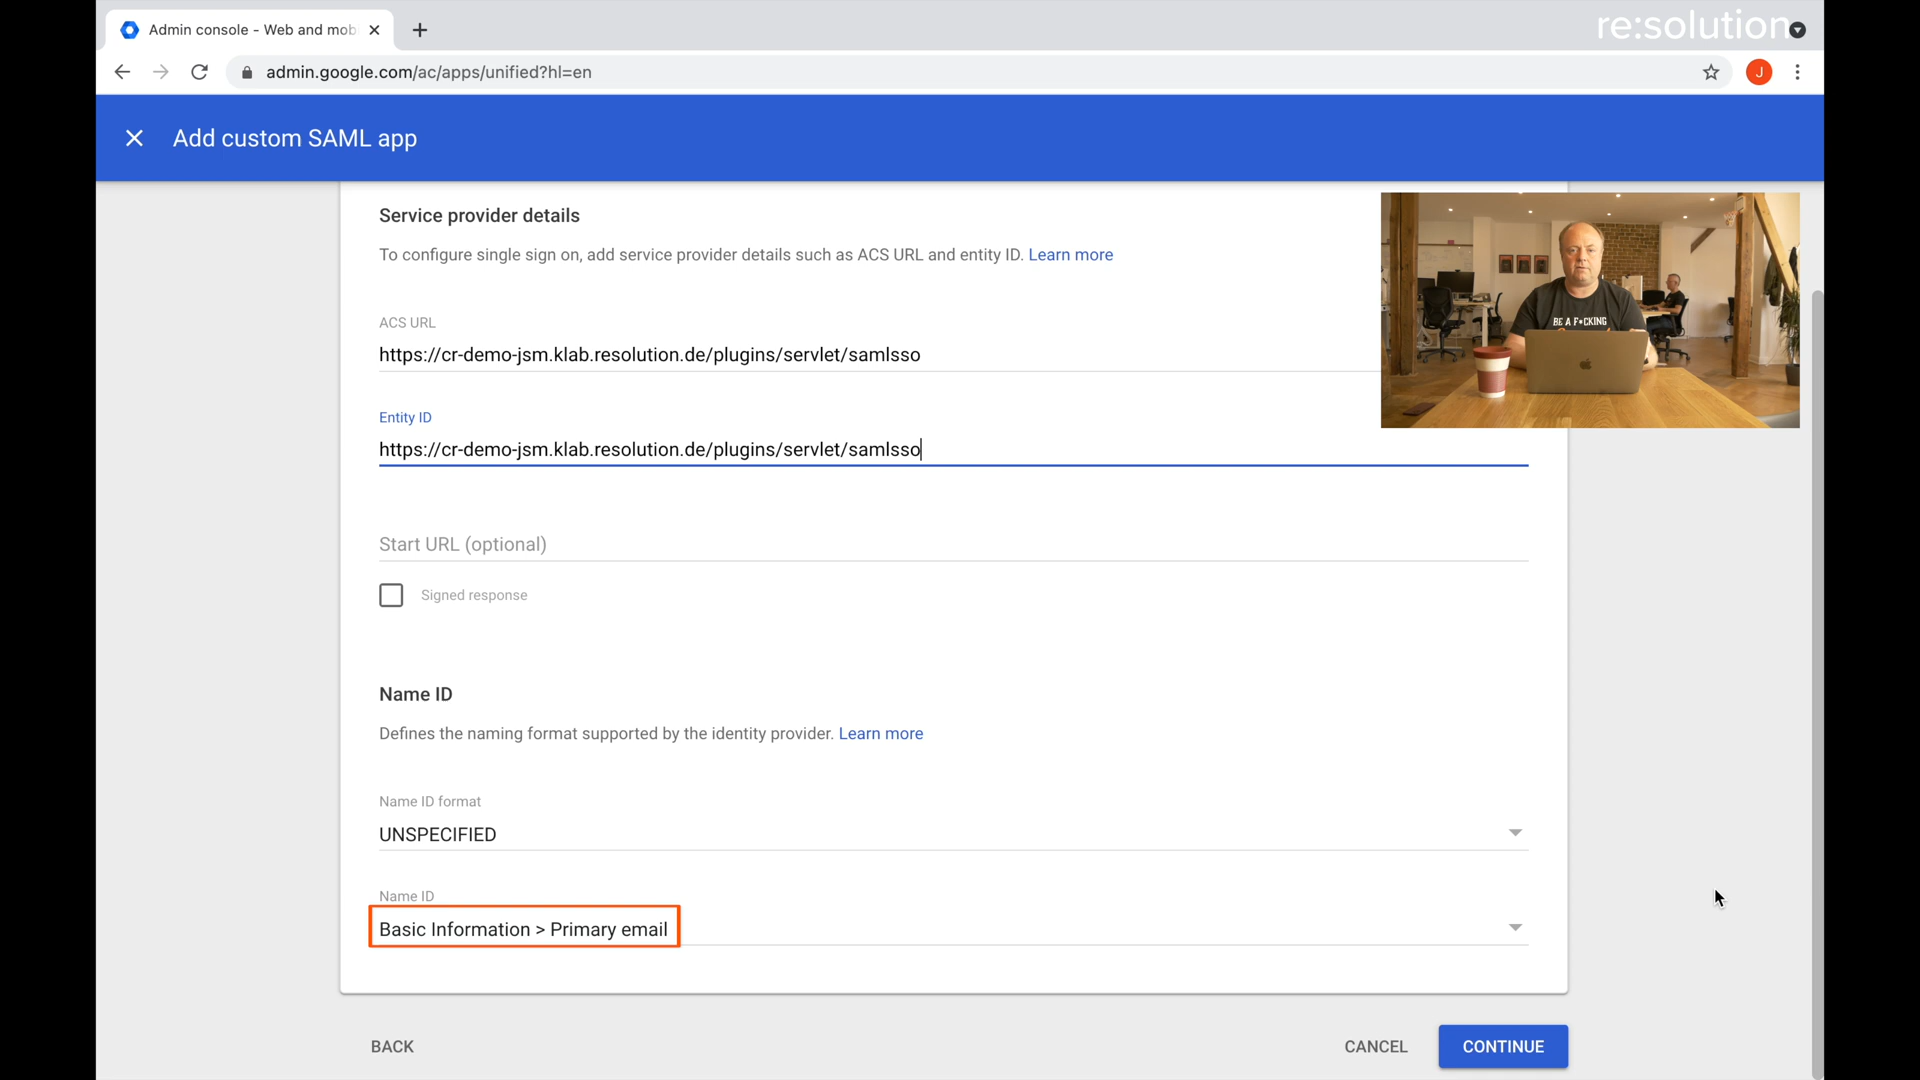 Admin console - Web and mob
re:solution
admin.google.com/ac/apps/unified?hl=en
J
Add custom SAML app
Service provider details
To configure single sign on, add service provider details such as ACS URL and entity ID. Learn more
ACS URL
https://cr-demo-jsm.klab.resolution.de/plugins/servlet/samlsso
BE A F*CKING
Entity ID
https://cr-demo-jsm.klab.resolution.de/plugins/servlet/samlsso
Start URL (optional)
Signed response
Name ID
Defines the naming format supported by the identity provider. Learn more
Name ID format
UNSPECIFIED
Name ID
Basic Information > Primary email
BACK
CANCEL
CONTINUE